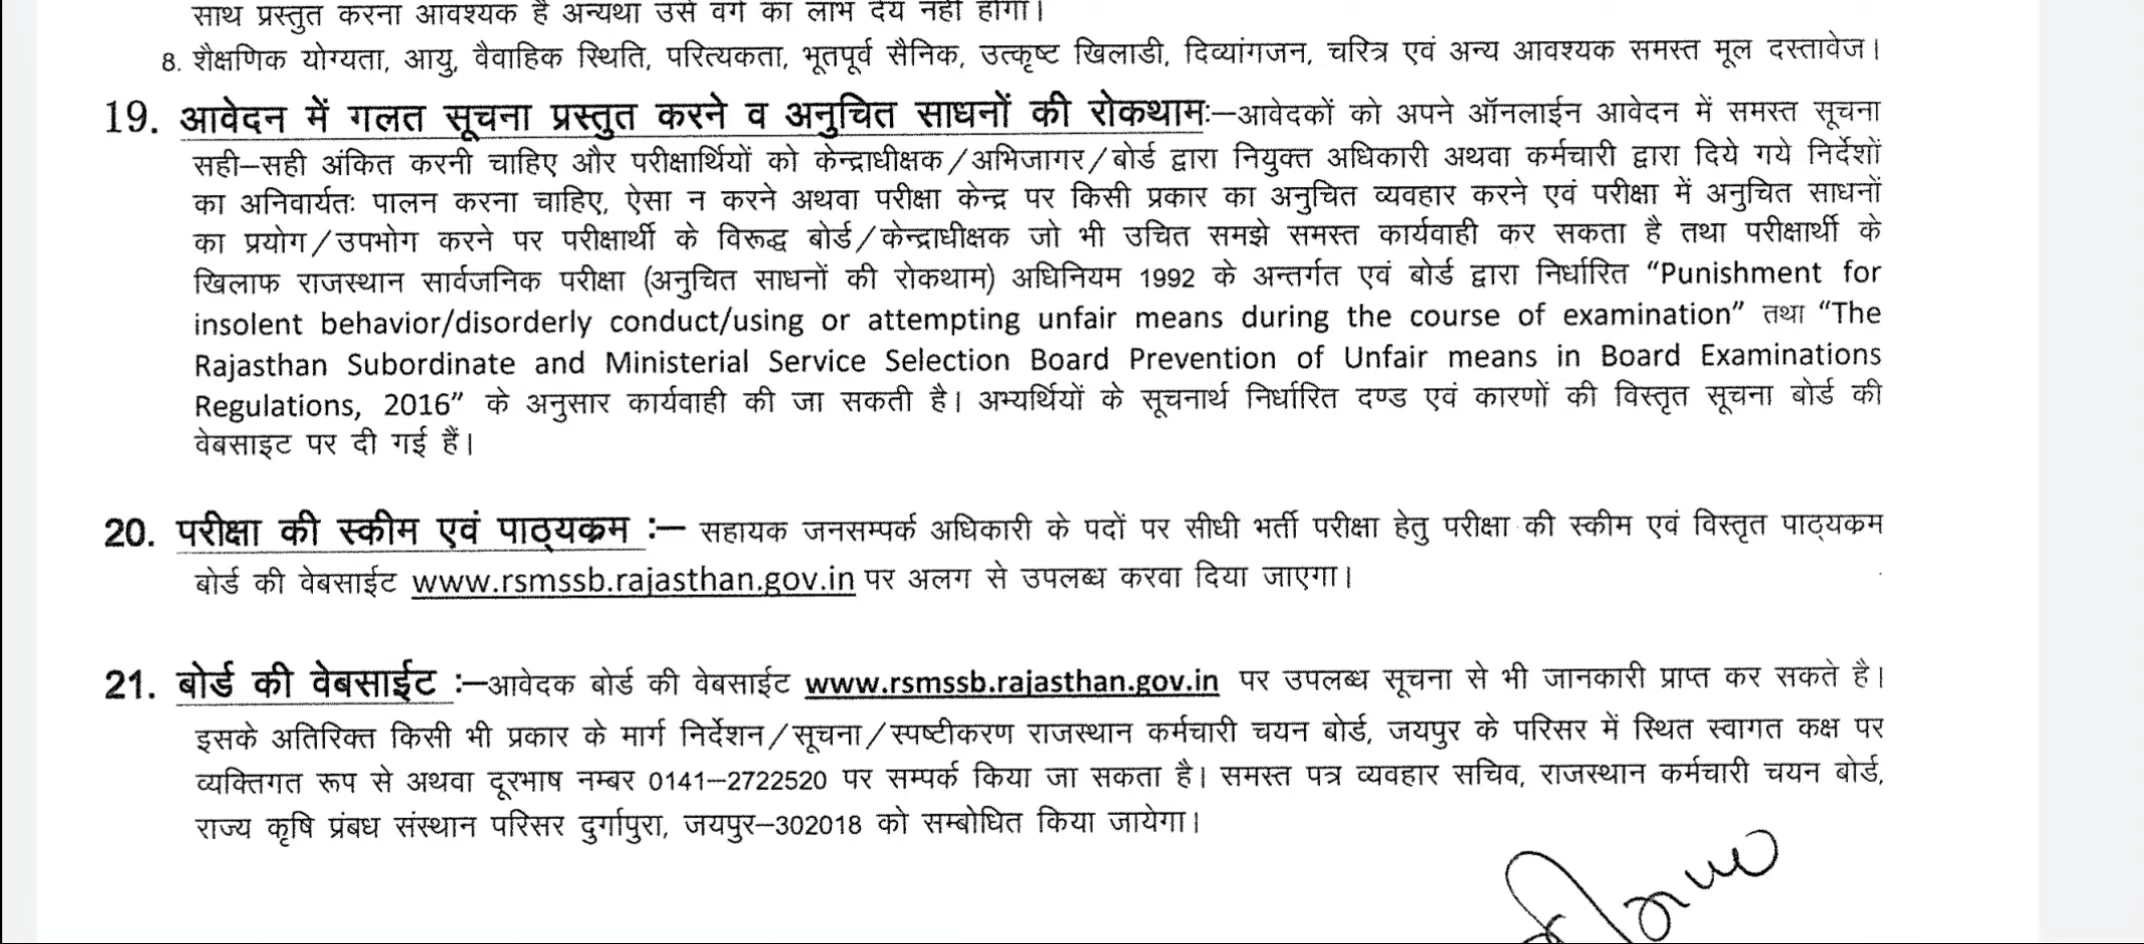 साथ प्रस्तुत करना आवश्यक है अन्यथा उसे वर्ग का लाभ देय नहीं होगा।
8. शैक्षणिक योग्यता, आयु, वैवाहिक स्थिति, परित्यकता, भूतपूर्व सैनिक, उत्कृष्ट खिलाडी, दिव्यांगजन, चरित्र एवं अन्य आवश्यक समस्त मूल दस्तावेज।
19. आवेदन में गलत सूचना प्रस्तुत करने व अनुचित साधनों की रोकथामः–आवेदकों को अपने ऑनलाईन आवेदन में समस्त सूचना
सही–सही अंकित करनी चाहिए और परीक्षार्थियों को केन्द्राधीक्षक/अभिजागर/बोर्ड द्वारा नियुक्त अधिकारी अथवा कर्मचारी द्वारा दिये गये निर्देशों
का अनिवार्यतः पालन करना चाहिए, ऐसा न करने अथवा परीक्षा केन्द्र पर किसी प्रकार का अनुचित व्यवहार करने एवं परीक्षा में अनुचित साधनों
का प्रयोग/उपभोग करने पर परीक्षार्थी के विरूद्ध बोर्ड/केन्द्राधीक्षक जो भी उचित समझे समस्त कार्यवाही कर सकता है तथा परीक्षार्थी के
खिलाफ राजस्थान सार्वजनिक परीक्षा (अनुचित साधनों की रोकथाम) अधिनियम 1992 के अन्तर्गत एवं बोर्ड द्वारा निर्धारित “Punishment for
insolent behavior/disorderly conduct/using or attempting unfair means during the course of examination” तथा “The
Rajasthan Subordinate and Ministerial Service Selection Board Prevention of Unfair means in Board Examinations
Regulations, 2016” के अनुसार कार्यवाही की जा सकती है। अभ्यर्थियों के सूचनार्थ निर्धारित दण्ड एवं कारणों की विस्तृत सूचना बोर्ड की
वेबसाइट पर दी गई हैं।
20. परीक्षा की स्कीम एवं पाठ्यक्रम :– सहायक जनसम्पर्क अधिकारी के पदों पर सीधी भर्ती परीक्षा हेतु परीक्षा की स्कीम एवं विस्तृत पाठ्यक्रम
बोर्ड की वेबसाईट www.rsmssb.rajasthan.gov.in पर अलग से उपलब्ध करवा दिया जाएगा।
21. बोर्ड की वेबसाईट :–आवेदक बोर्ड की वेबसाईट www.rsmssb.rajasthan.gov.in पर उपलब्ध सूचना से भी जानकारी प्राप्त कर सकते है।
इसके अतिरिक्त किसी भी प्रकार के मार्ग निर्देशन/सूचना/स्पष्टीकरण राजस्थान कर्मचारी चयन बोर्ड, जयपुर के परिसर में स्थित स्वागत कक्ष पर
व्यक्तिगत रूप से अथवा दूरभाष नम्बर 0141–2722520 पर सम्पर्क किया जा सकता है। समस्त पत्र व्यवहार सचिव, राजस्थान कर्मचारी चयन बोर्ड,
राज्य कृषि प्रंबध संस्थान परिसर दुर्गापुरा, जयपुर–302018 को सम्बोधित किया जायेगा।